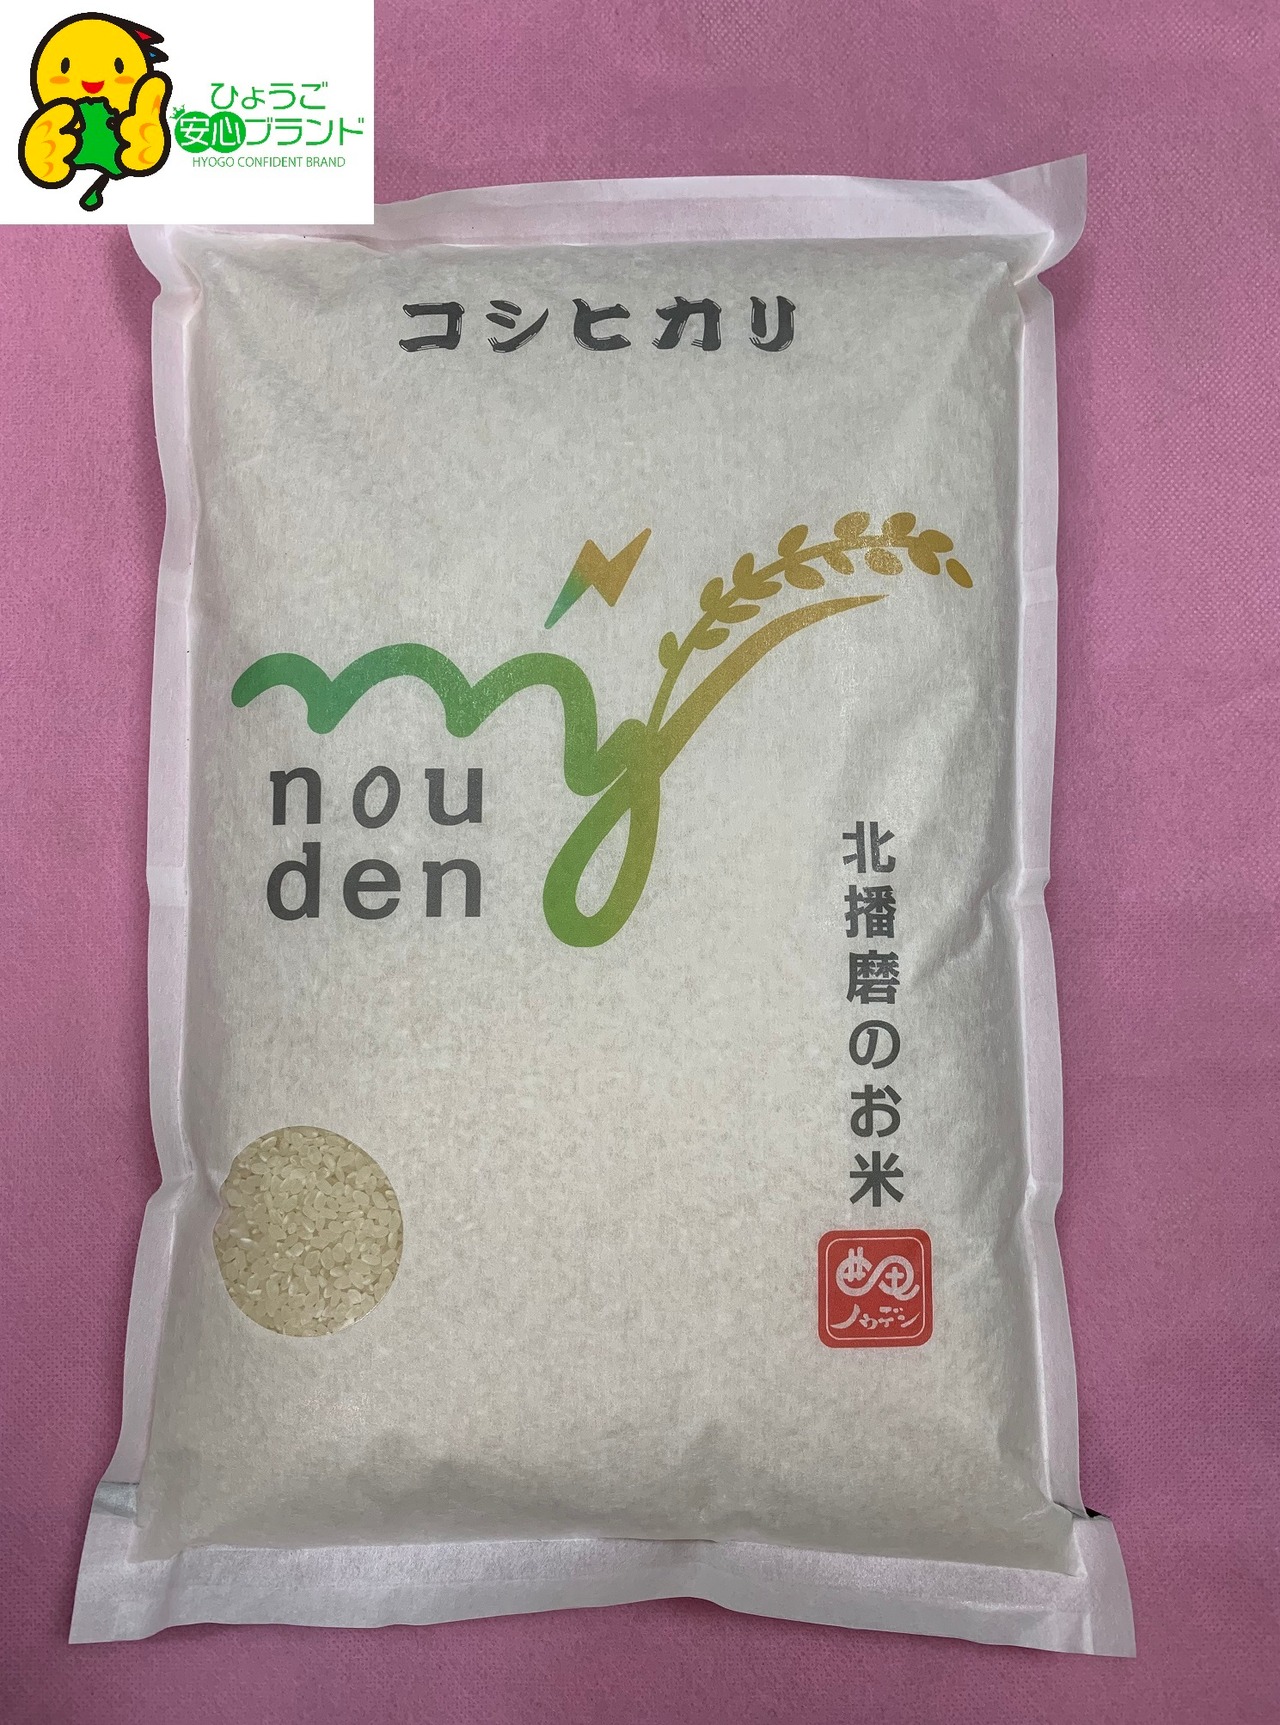 ひょうご
安心ブランド
HYOGO CONFIDENT BRAND
コシヒカリ
nou
den
北播磨のお米
ノウデン